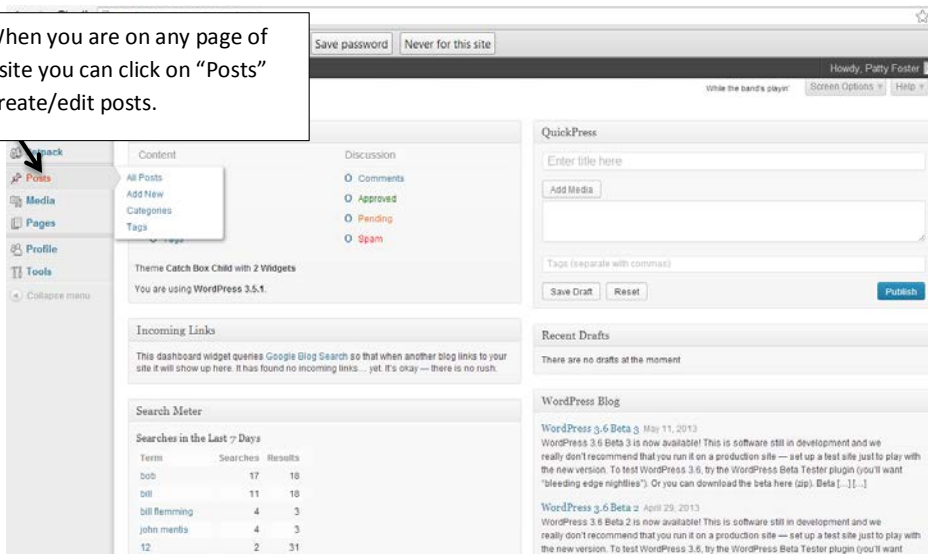 When you are on any page of
site you can click on “Posts”
create/edit posts.
Save password
Never for this site
Howdy, Patty Foster
While the band's playin'
Screen Options
Help
Jetpack
Posts
Media
Pages
Profile
Tools
Collapse menu
All Posts
Add New
Categories
Tags
Content
Discussion
0 Comments
0 Approved
0 Pending
0 Spam
Tags
Theme Catch Box Child with 2 Widgets
You are using WordPress 3.5.1.
Incoming Links
This dashboard widget queries Google Blog Search so that when another blog links to your
site it will show up here. It has found no incoming links... yet. It's okay — there is no rush.
Search Meter
Searches in the Last 7 Days
Term Searches Results
bob 17 18
bill 11 18
bill flemming 4 3
john mentis 4 3
12 2 31
QuickPress
Enter title here
Add Media
Tags (separate with commas)
Save Draft
Reset
Publish
Recent Drafts
There are no drafts at the moment
WordPress Blog
WordPress 3.6 Beta 3 May 11, 2013
WordPress 3.6 Beta 3 is now available! This is software still in development and we
really don't recommend that you run it on a production site — set up a test site just to play with
the new version. To test WordPress 3.6, try the WordPress Beta Tester plugin (you'll want
“bleeding edge nightlies”). Or you can download the beta here (zip). Beta [...] [...]
WordPress 3.6 Beta 2 April 29, 2013
WordPress 3.6 Beta 2 is now available! This is software still in development and we
really don't recommend that you run it on a production site — set up a test site just to play with
the new version. To test WordPress 3.6, try the WordPress Beta Tester plugin (you'll want